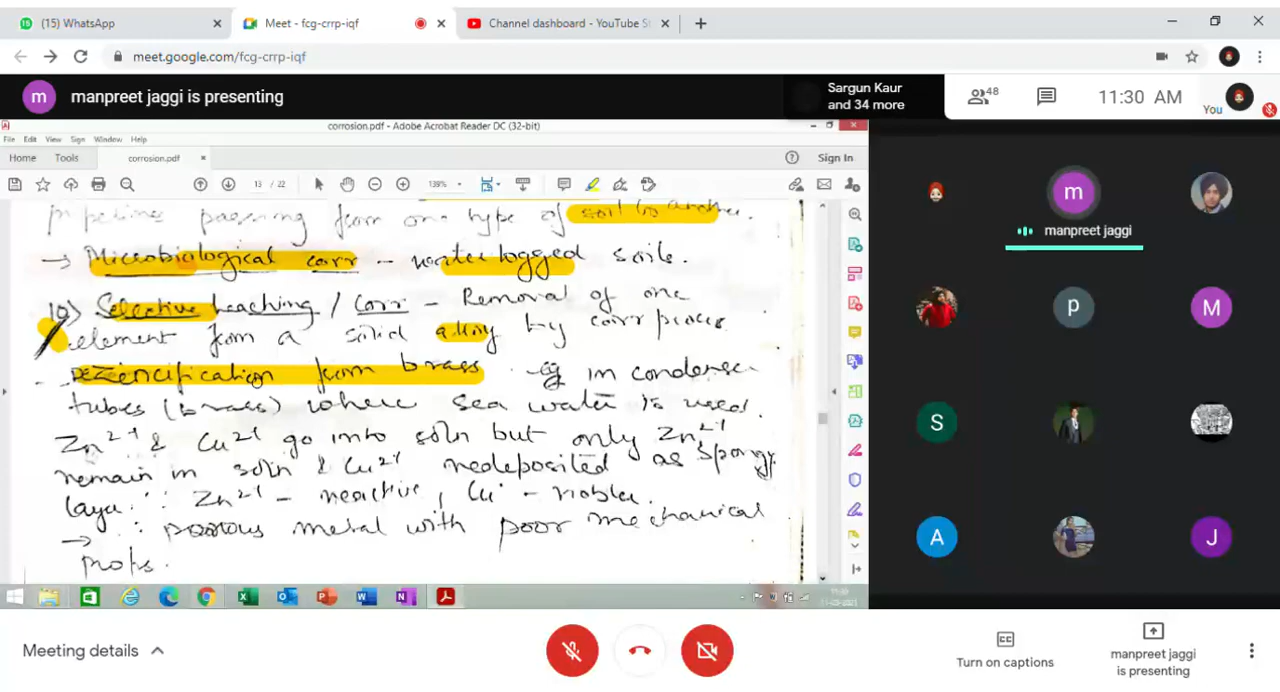 (15) WhatsApp
Meet - fcg-crrp-iqf
Channel dashboard - YouTube St
meet.google.com/fcg-crrp-iqf
m
manpreet jaggi is presenting
Sargun Kaur
and 34 more
48
11:30 AM
You
corrosion.pdf - Adobe Acrobat Reader DC (32-bit)
File Edit View Sign Window Help
Home Tools corrosion.pdf Sign In
13 / 22
139%
pipeline passing from one type of soil to another.
→ Microbiological corr - water logged soils.
10) Selective leaching / corr - Removal of one
element from a solid alloy by corr process
Dezincification from brass eg in condenser
tubes (brass) where sea water is used.
Zn2+ & Cu2+ go into soln but only Zn2+
remain in soln & Cu2+ redeposited as spongy
layer ∵ Zn2+ - reactive, Cu - nobler.
→ ∴ porous metal with poor mechanical
props.
m
manpreet jaggi
p
M
S
A
J
Meeting details
Turn on captions
manpreet jaggi
is presenting